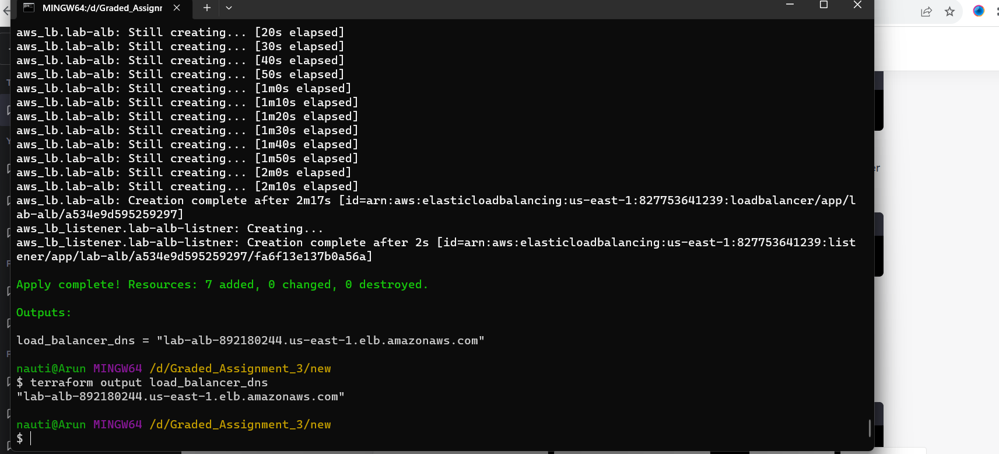 MINGW64:/d/Graded_Assignr
aws_lb.lab-alb: Still creating... [20s elapsed]
aws_lb.lab-alb: Still creating... [30s elapsed]
aws_lb.lab-alb: Still creating... [40s elapsed]
aws_lb.lab-alb: Still creating... [50s elapsed]
aws_lb.lab-alb: Still creating... [1m0s elapsed]
aws_lb.lab-alb: Still creating... [1m10s elapsed]
aws_lb.lab-alb: Still creating... [1m20s elapsed]
aws_lb.lab-alb: Still creating... [1m30s elapsed]
aws_lb.lab-alb: Still creating... [1m40s elapsed]
aws_lb.lab-alb: Still creating... [1m50s elapsed]
aws_lb.lab-alb: Still creating... [2m0s elapsed]
aws_lb.lab-alb: Still creating... [2m10s elapsed]
aws_lb.lab-alb: Creation complete after 2m17s [id=arn:aws:elasticloadbalancing:us-east-1:827753641239:loadbalancer/app/l
ab-alb/a534e9d595259297]
aws_lb_listener.lab-alb-listner: Creating...
aws_lb_listener.lab-alb-listner: Creation complete after 2s [id=arn:aws:elasticloadbalancing:us-east-1:827753641239:list
ener/app/lab-alb/a534e9d595259297/fa6f13e137b0a56a]
Apply complete! Resources: 7 added, 0 changed, 0 destroyed.
Outputs:
load_balancer_dns = "lab-alb-892180244.us-east-1.elb.amazonaws.com"
nauti@Arun MINGW64 /d/Graded_Assignment_3/new
$ terraform output load_balancer_dns
"lab-alb-892180244.us-east-1.elb.amazonaws.com"
nauti@Arun MINGW64 /d/Graded_Assignment_3/new
$